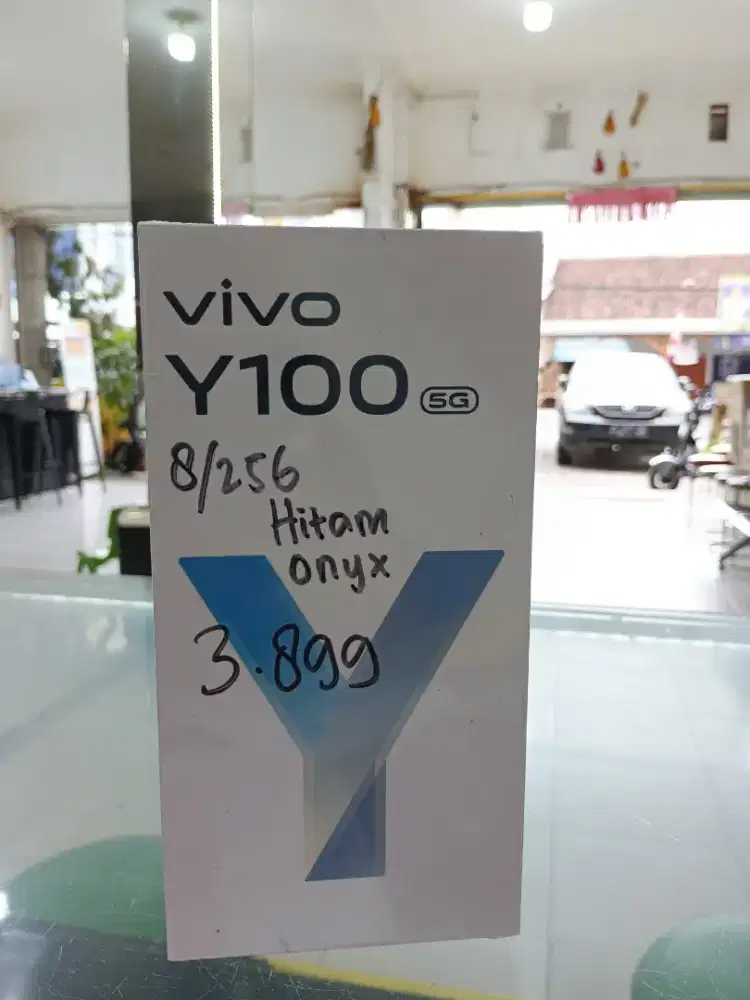 vivo
Y100 5G
8/256
Hitam
onyx
3.899